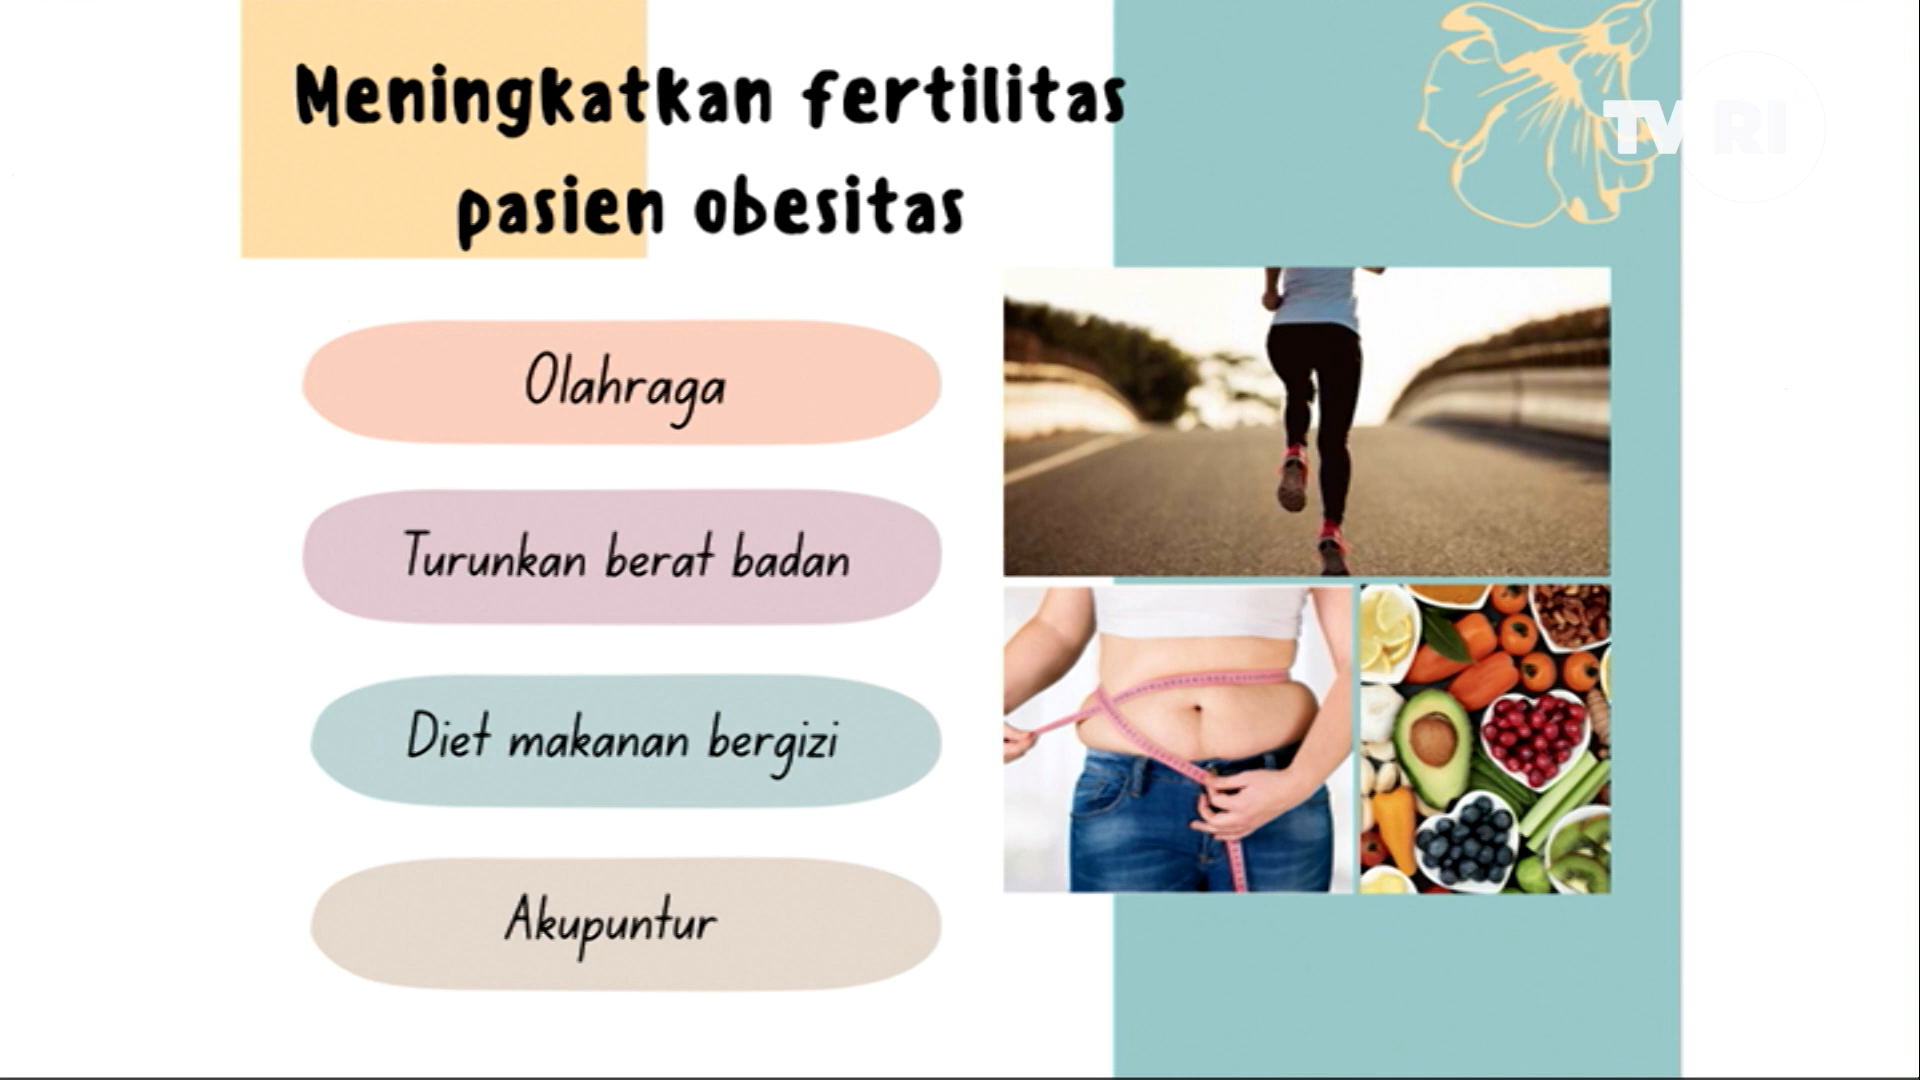 Meningkatkan fertilitas
pasien obesitas
TVRI
Olahraga
Turunkan berat badan
Diet makanan bergizi
Akupuntur